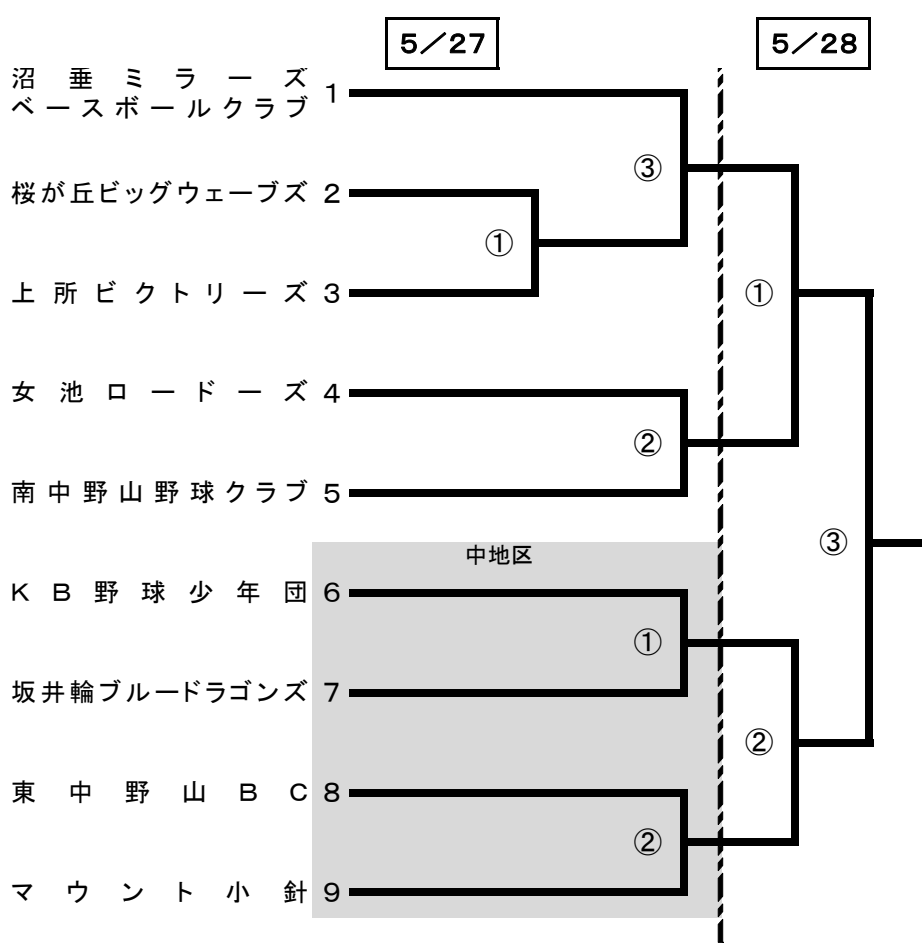 5/27
5/28
沼垂ミラーズ
ベースボールクラブ
1
③
桜が丘ビッグウェーブズ 2
①
上所ビクトリーズ 3
①
女池ロードーズ 4
②
南中野山野球クラブ 5
③
中地区
KB野球少年団 6
①
坂井輪ブルードラゴンズ 7
②
東中野山BC 8
②
マウント小針 9